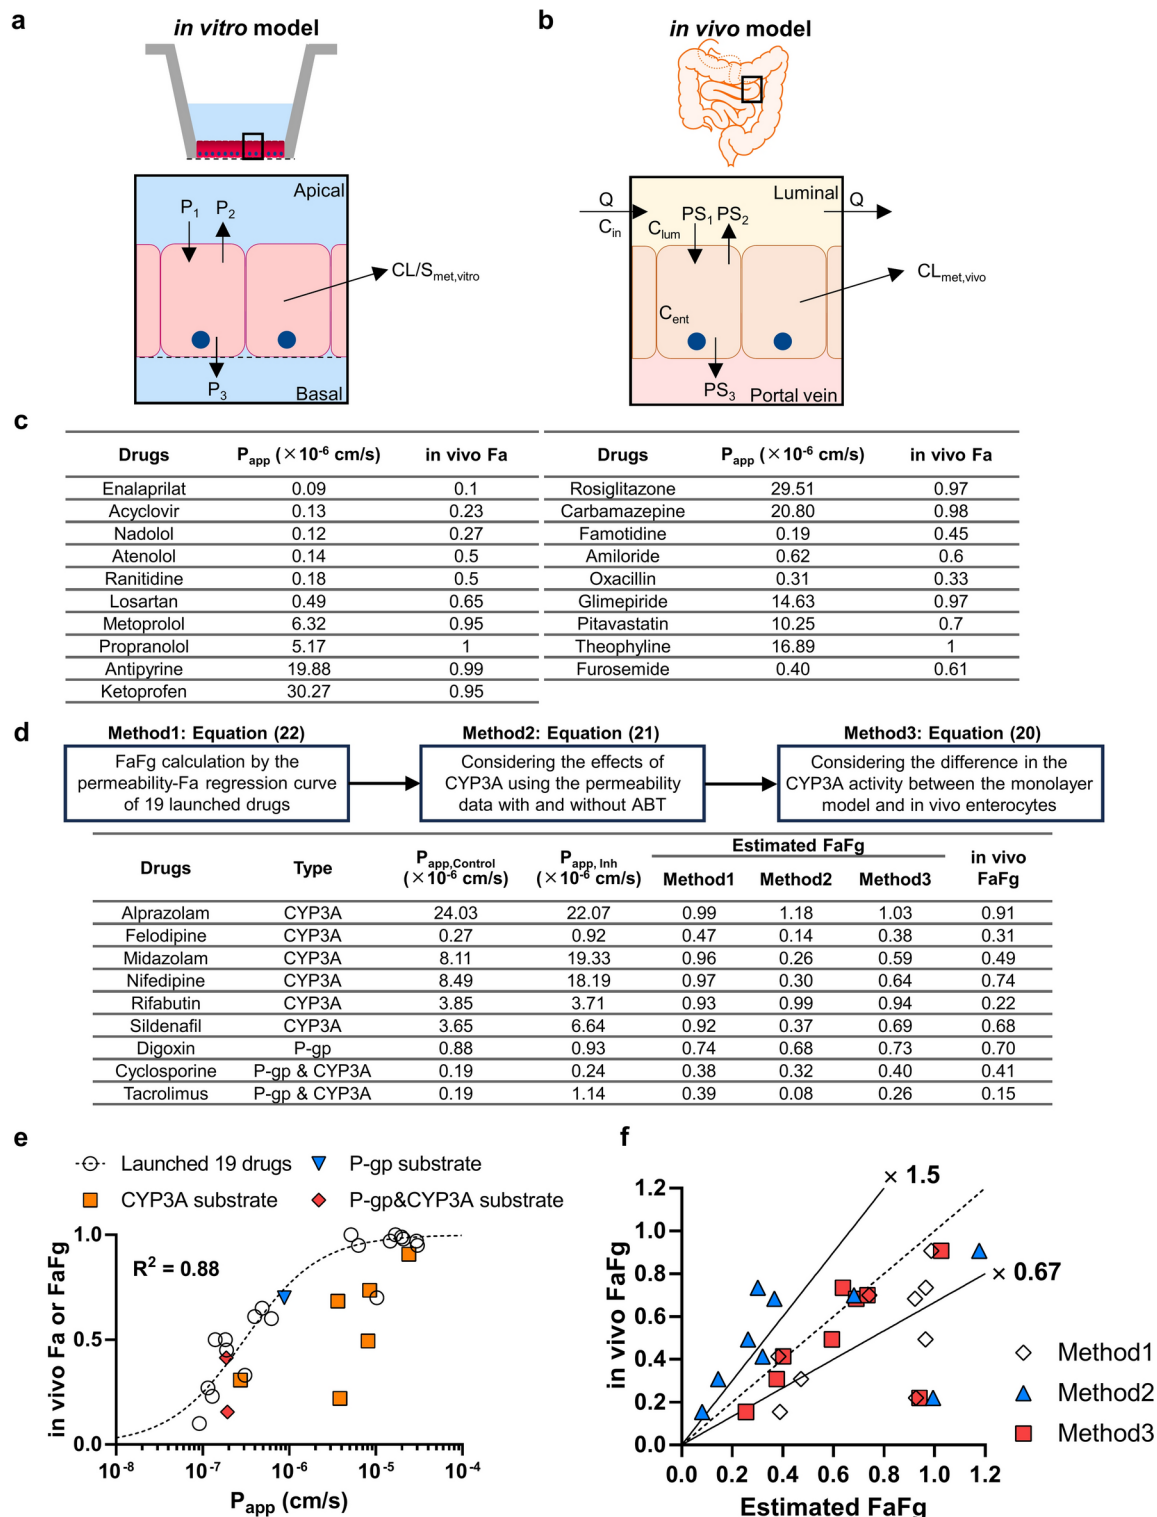 a
in vitro model
Apical
P1 P2
CL/Smet,vitro
P3
Basal
b
in vivo model
Luminal
Q
Cin
Clum
PS1 PS2
Q
CLmet,vivo
Cent
PS3
Portal vein
c
Drugs Papp (×10-6 cm/s) in vivo Fa
Enalaprilat 0.09 0.1
Acyclovir 0.13 0.23
Nadolol 0.12 0.27
Atenolol 0.14 0.5
Ranitidine 0.18 0.5
Losartan 0.49 0.65
Metoprolol 6.32 0.95
Propranolol 5.17 1
Antipyrine 19.88 0.99
Ketoprofen 30.27 0.95
Drugs Papp (×10-6 cm/s) in vivo Fa
Rosiglitazone 29.51 0.97
Carbamazepine 20.80 0.98
Famotidine 0.19 0.45
Amiloride 0.62 0.6
Oxacillin 0.31 0.33
Glimepiride 14.63 0.97
Pitavastatin 10.25 0.7
Theophyline 16.89 1
Furosemide 0.40 0.61
d
Method1: Equation (22)
FaFg calculation by the
permeability-Fa regression curve
of 19 launched drugs
Method2: Equation (21)
Considering the effects of
CYP3A using the permeability
data with and without ABT
Method3: Equation (20)
Considering the difference in the
CYP3A activity between the monolayer
model and in vivo enterocytes
Drugs Type Papp,Control (×10-6 cm/s) Papp, Inh (×10-6 cm/s) Estimated FaFg in vivo FaFg
Method1 Method2 Method3
Alprazolam CYP3A 24.03 22.07 0.99 1.18 1.03 0.91
Felodipine CYP3A 0.27 0.92 0.47 0.14 0.38 0.31
Midazolam CYP3A 8.11 19.33 0.96 0.26 0.59 0.49
Nifedipine CYP3A 8.49 18.19 0.97 0.30 0.64 0.74
Rifabutin CYP3A 3.85 3.71 0.93 0.99 0.94 0.22
Sildenafil CYP3A 3.65 6.64 0.92 0.37 0.69 0.68
Digoxin P-gp 0.88 0.93 0.74 0.68 0.73 0.70
Cyclosporine P-gp & CYP3A 0.19 0.24 0.38 0.32 0.40 0.41
Tacrolimus P-gp & CYP3A 0.19 1.14 0.39 0.08 0.26 0.15
e
Launched 19 drugs
P-gp substrate
CYP3A substrate
P-gp&CYP3A substrate
in vivo Fa or FaFg
1.0
0.5
0.0
R2 = 0.88
10-8 10-7 10-6 10-5 10-4
Papp (cm/s)
f
in vivo FaFg
1.2
1.0
0.8
0.6
0.4
0.2
0.0
× 1.5
× 0.67
0.0 0.2 0.4 0.6 0.8 1.0 1.2
Estimated FaFg
Method1
Method2
Method3